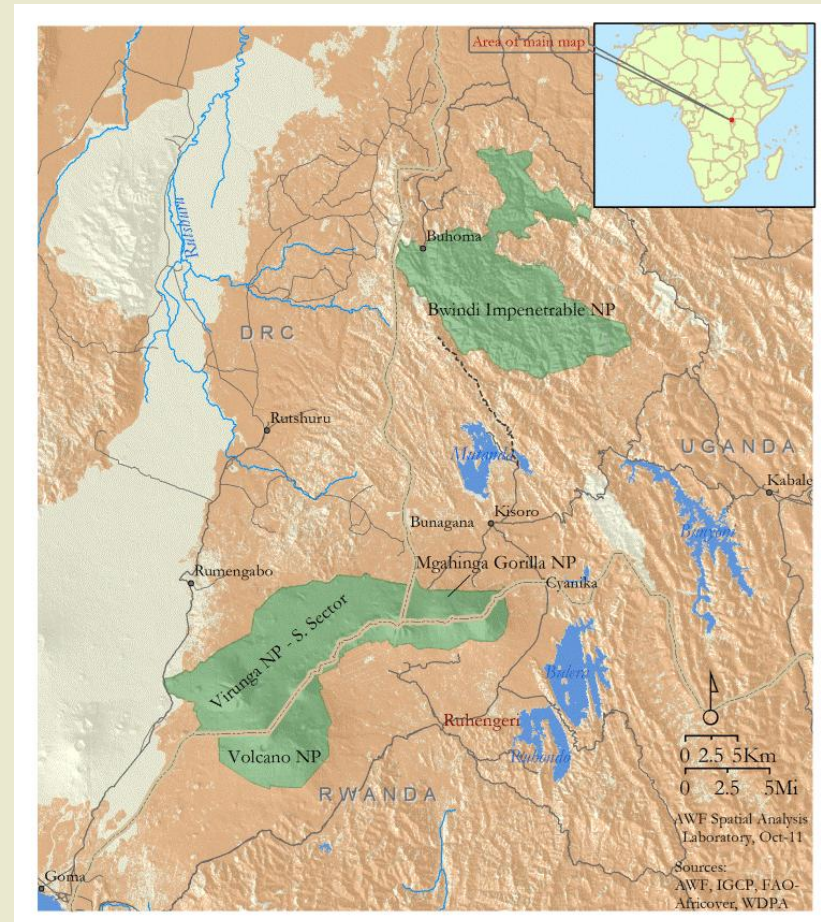 Area of main map
Rutshuru
Buhoma
Bwindi Impenetrable NP
DRC
Rutshuru
Mutanda
UGANDA
Kabale
Bunyoni
Bunagana
Kisoro
Mgahinga Gorilla NP
Cyanika
Rumengabo
Virunga NP - S. Sector
Bulera
Ruhengeri
Ruhondo
Volcano NP
RWANDA
Goma
0 2.5 5Km
0 2.5 5Mi
AWF Spatial Analysis
Laboratory, Oct-11
Sources:
AWF, IGCP, FAO-
Africover, WDPA